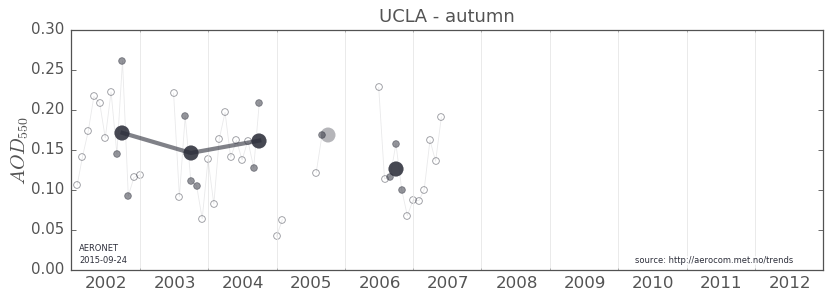 UCLA - autumn
0.30
0.25
0.20
0.15
0.10
0.05
0.00
AOD550
AERONET
2015-09-24
source: http://aerocom.met.no/trends
2002 2003 2004 2005 2006 2007 2008 2009 2010 2011 2012